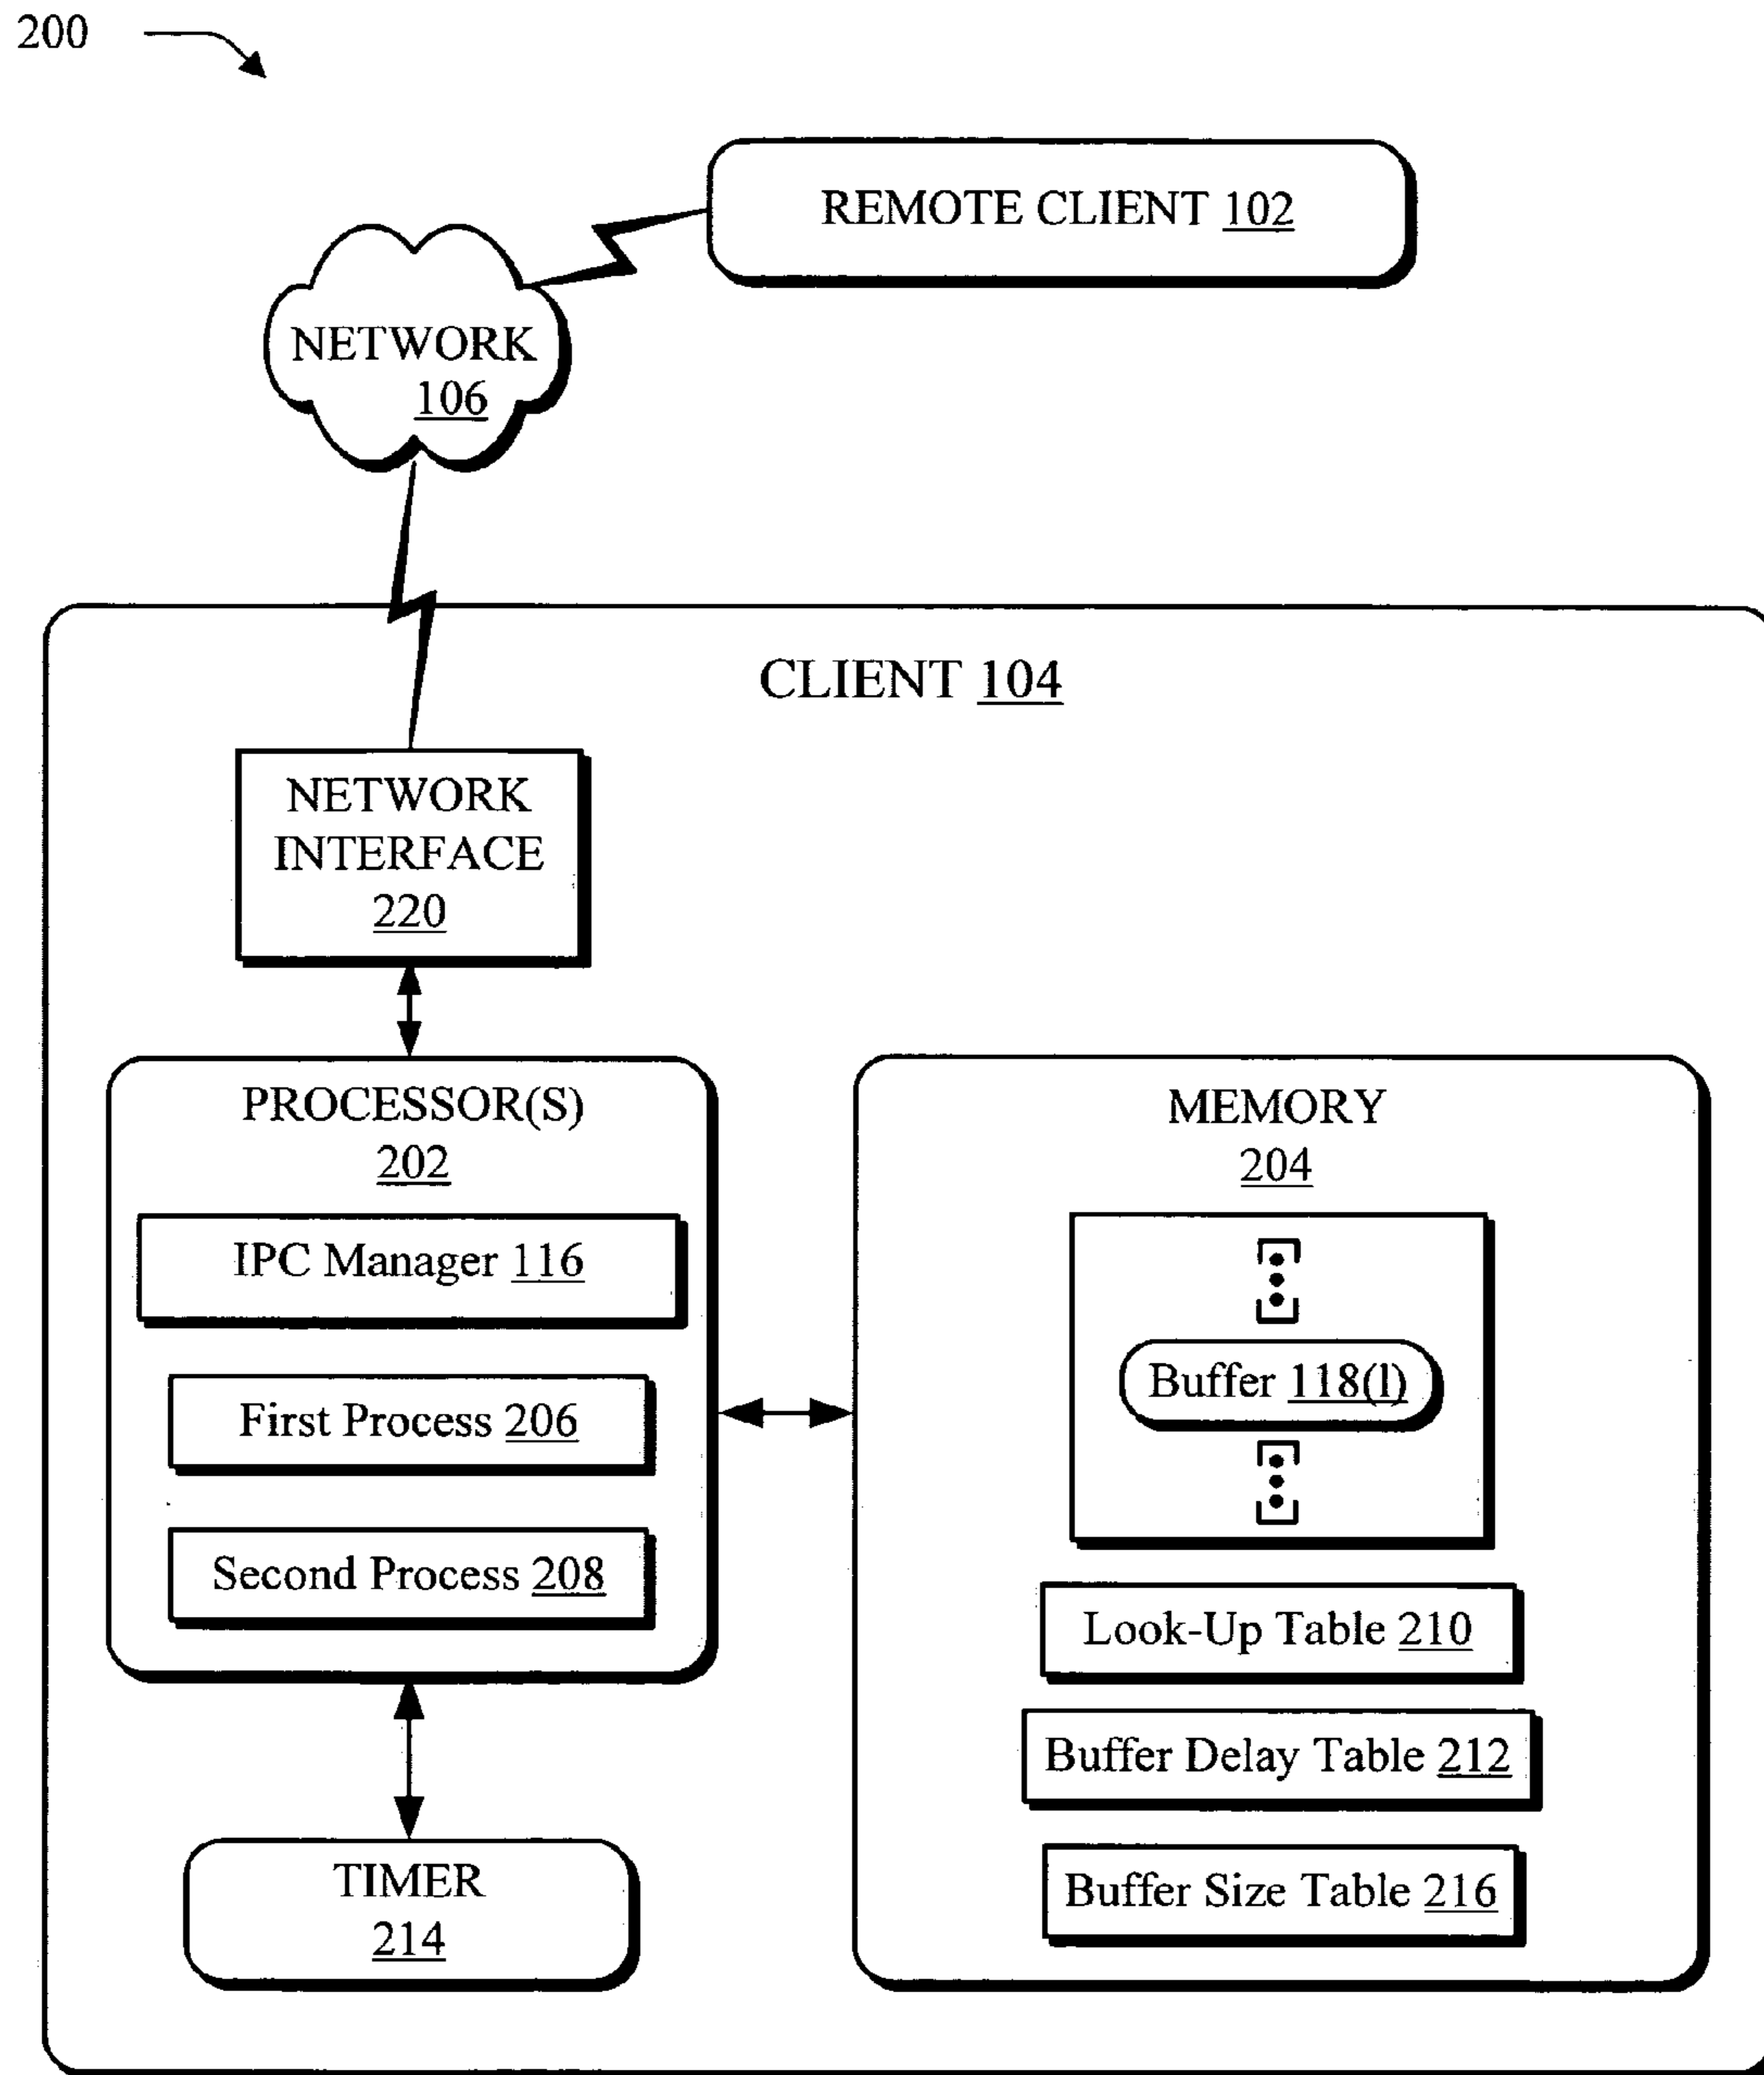 200
REMOTE CLIENT 102
NETWORK
106
CLIENT 104
NETWORK
INTERFACE
220
PROCESSOR(S)
202
IPC Manager 116
First Process 206
Second Process 208
MEMORY
204
Buffer 118(l)
Look-Up Table 210
Buffer Delay Table 212
Buffer Size Table 216
TIMER
214